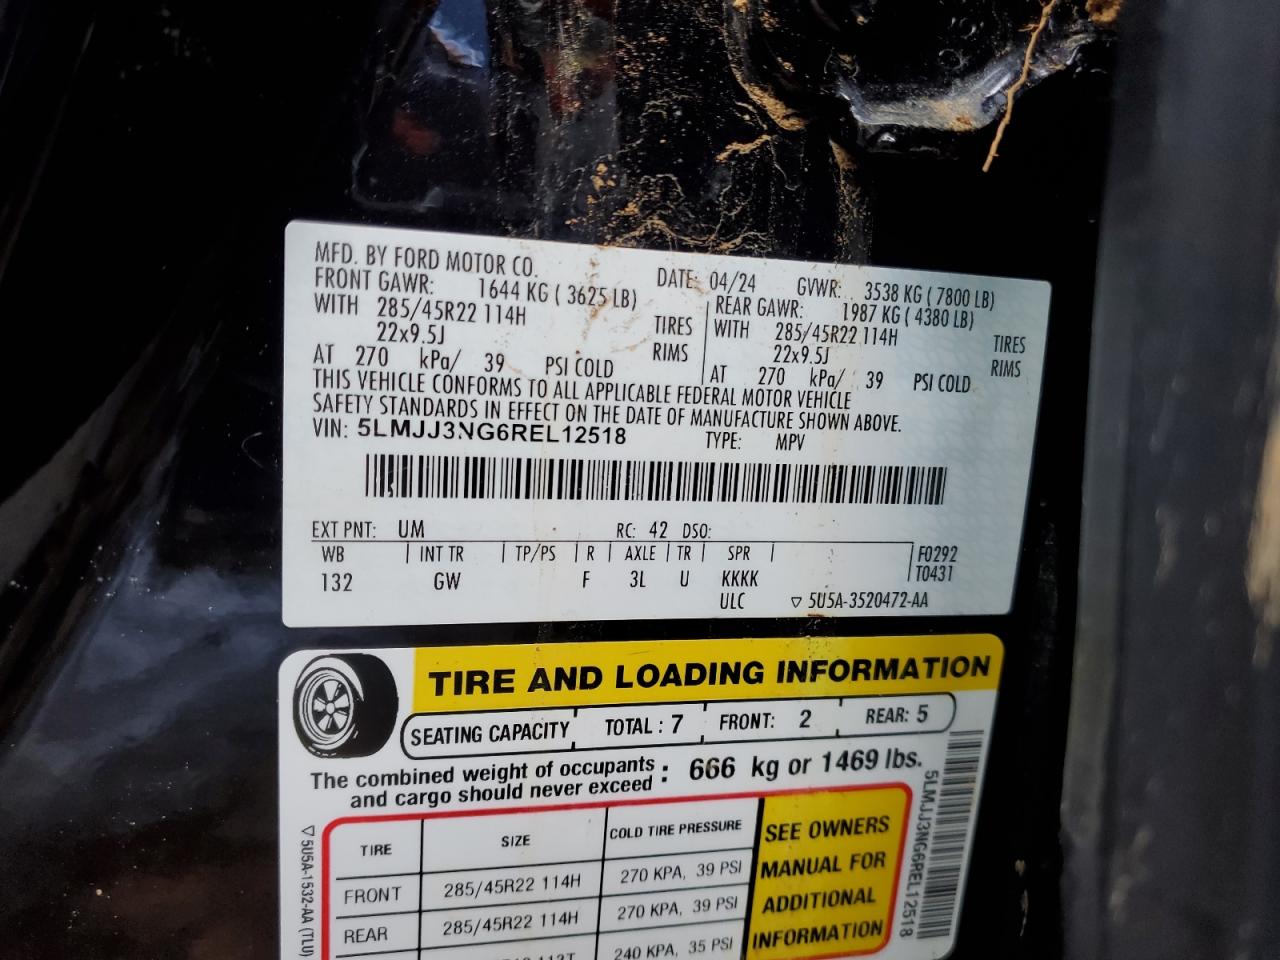 MFD. BY FORD MOTOR CO. DATE: 04/24 GVWR: 3538 KG ( 7800 LB)
FRONT GAWR: 1644 KG ( 3625 LB) REAR GAWR: 1987 KG ( 4380 LB)
WITH 285/45R22 114H TIRES WITH 285/45R22 114H TIRES
22x9.5J RIMS 22x9.5J RIMS
AT 270 kPa/ 39 PSI COLD AT 270 kPa/ 39 PSI COLD
THIS VEHICLE CONFORMS TO ALL APPLICABLE FEDERAL MOTOR VEHICLE
SAFETY STANDARDS IN EFFECT ON THE DATE OF MANUFACTURE SHOWN ABOVE.
VIN: 5LMJJ3NG6REL12518 TYPE: MPV
EXT PNT: UM RC: 42 DSO:
WB INT TR TP/PS R AXLE TR SPR F0292
132 GW F 3L U KKKK T0431
ULC ▽ 5U5A-3520472-AA
TIRE AND LOADING INFORMATION
SEATING CAPACITY TOTAL : 7 FRONT: 2 REAR: 5
The combined weight of occupants and cargo should never exceed : 666 kg or 1469 lbs.
TIRE SIZE COLD TIRE PRESSURE
FRONT 285/45R22 114H 270 KPA, 39 PSI
REAR 285/45R22 114H 270 KPA, 39 PSI
240 KPA, 35 PSI
SEE OWNERS
MANUAL FOR
ADDITIONAL
INFORMATION
▽ 5U5A-1532-AA (TLU)
5LMJJ3NG6REL12518